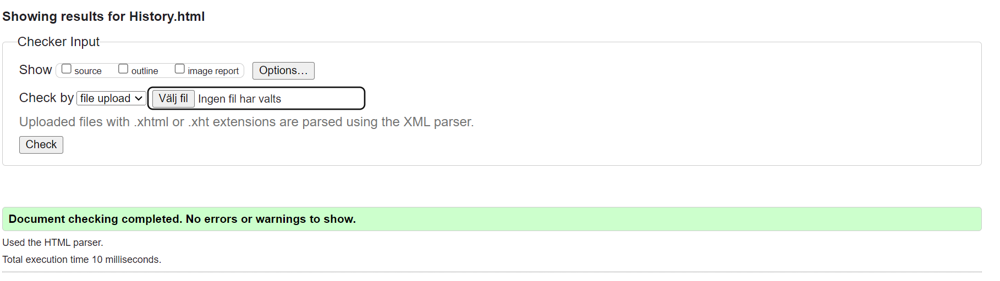 Showing results for History.html
Checker Input
Show source outline image report Options...
Check by file upload Välj fil Ingen fil har valts
Uploaded files with .xhtml or .xht extensions are parsed using the XML parser.
Check
Document checking completed. No errors or warnings to show.
Used the HTML parser.
Total execution time 10 milliseconds.